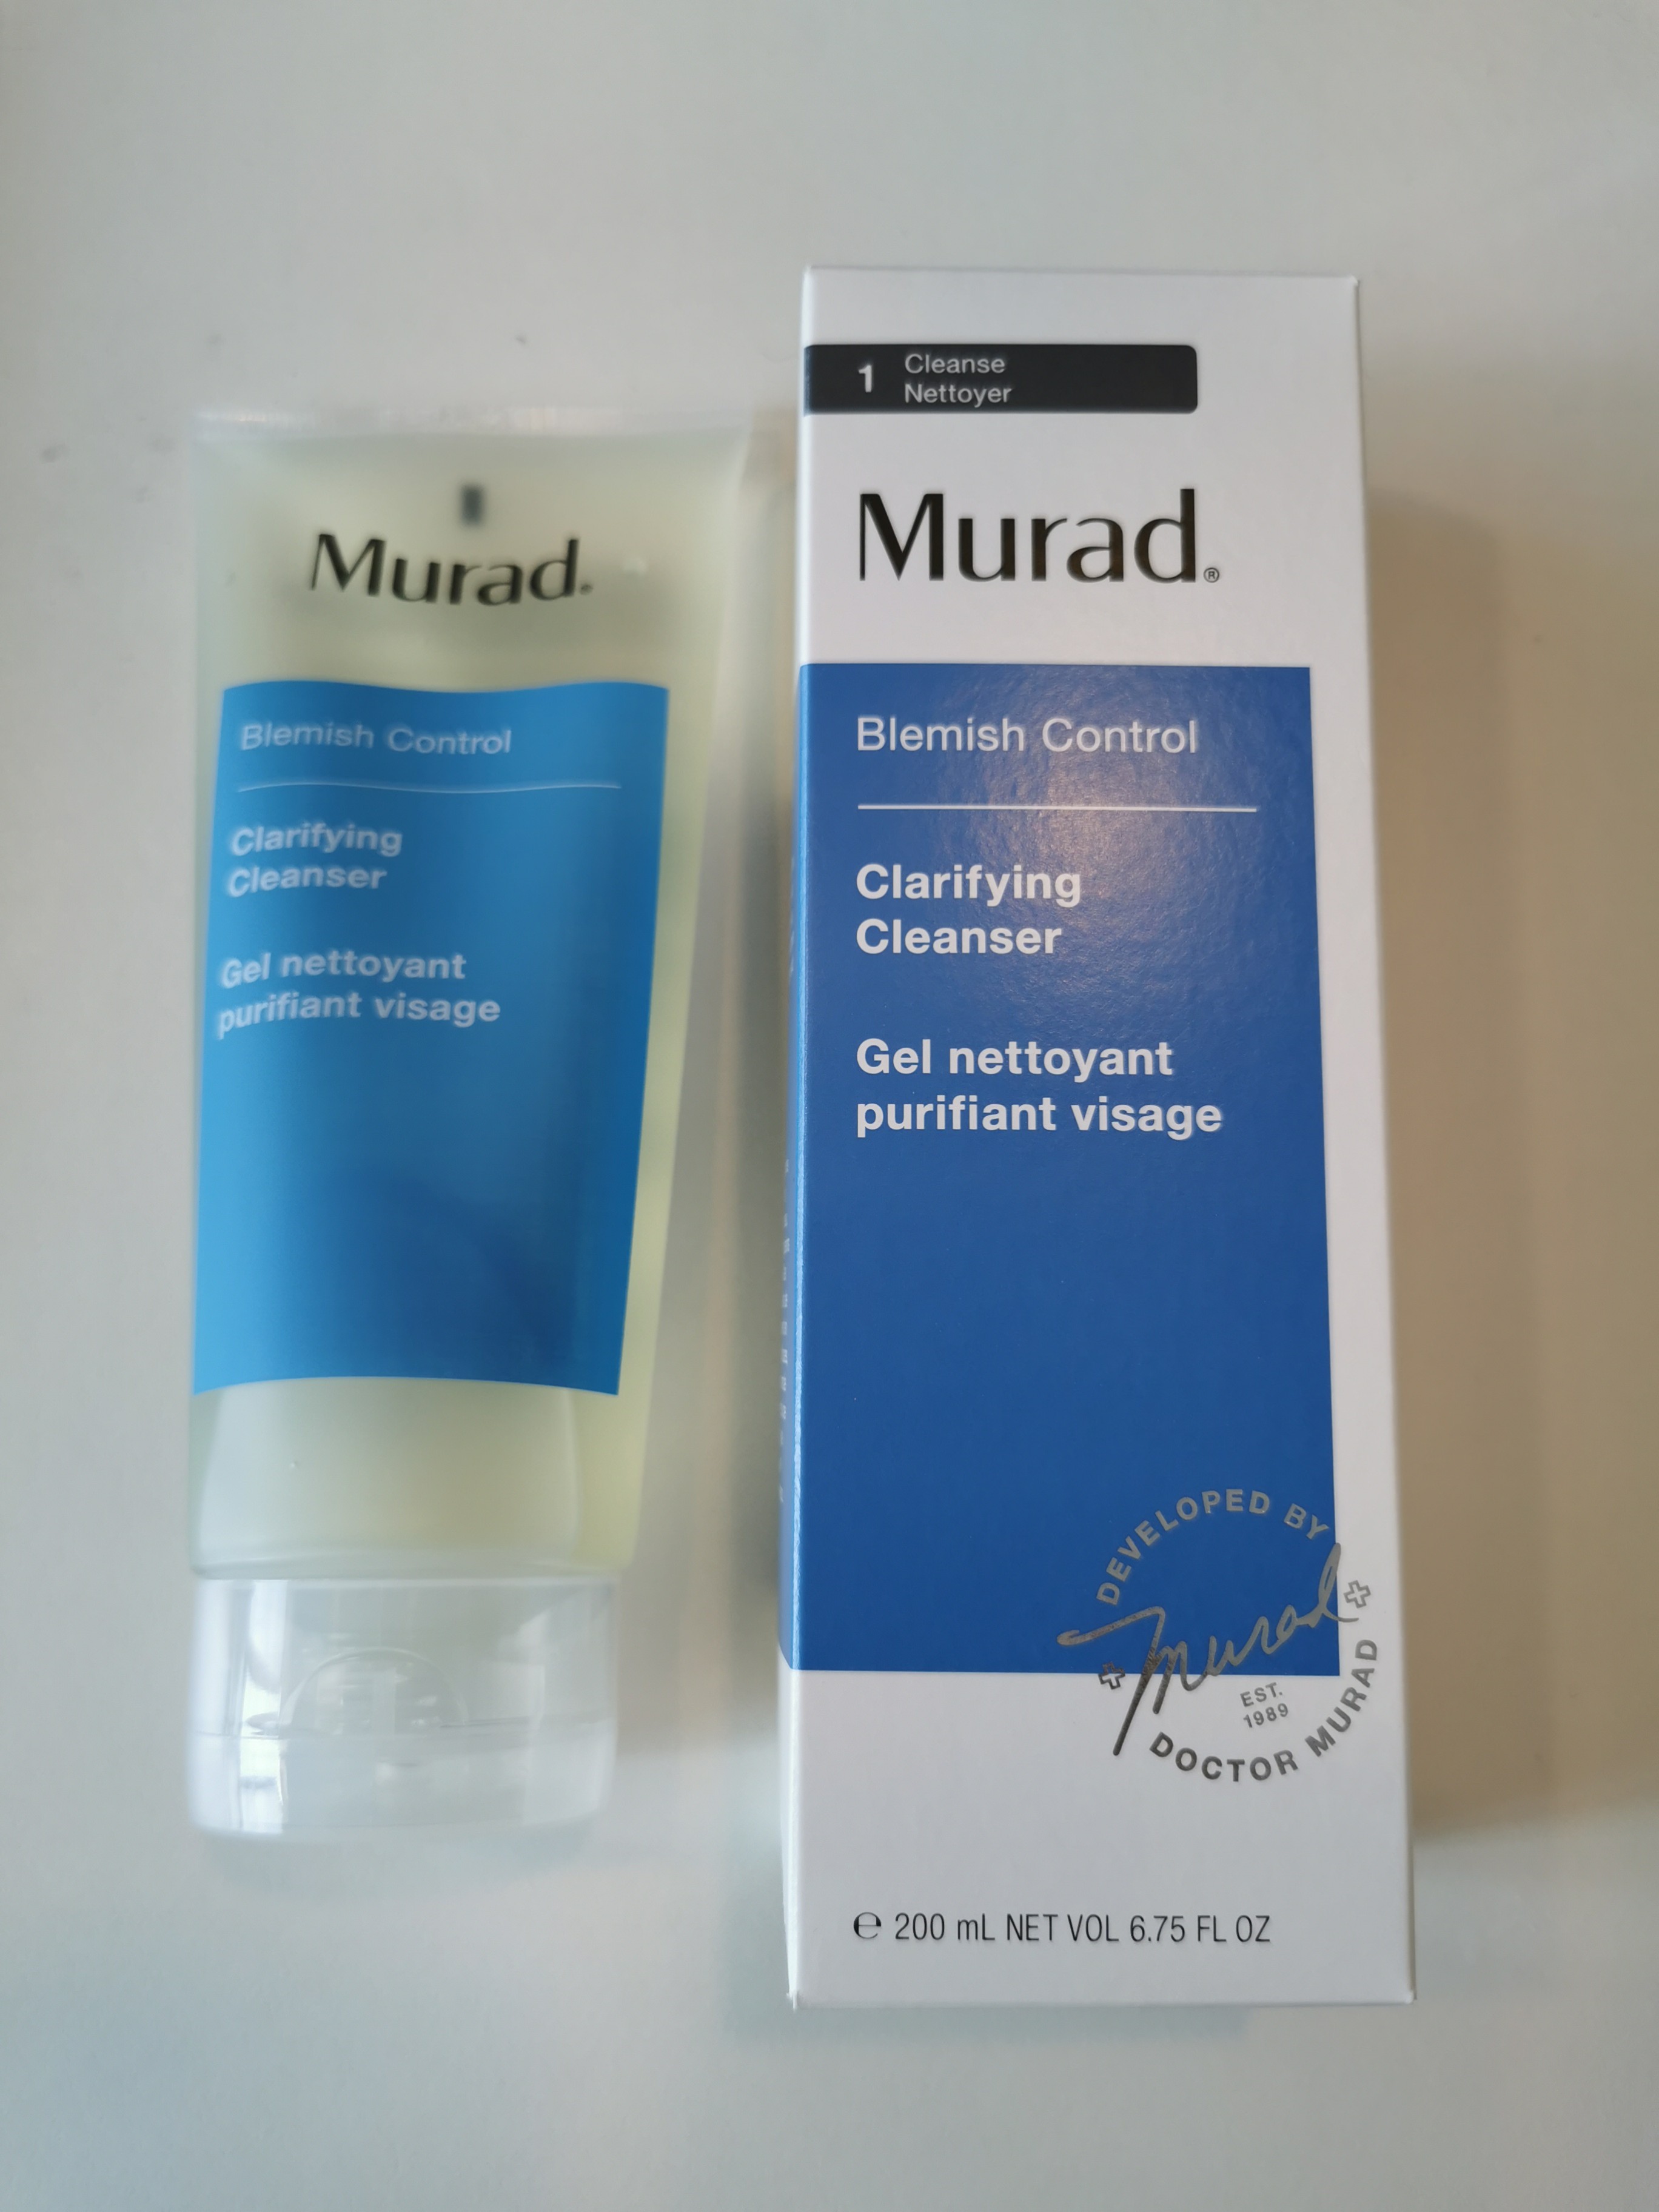 Murad®
Blemish Control
Clarifying
Cleanser
Gel nettoyant
purifiant visage
1 Cleanse
Nettoyer
Murad®
Blemish Control
Clarifying
Cleanser
Gel nettoyant
purifiant visage
DEVELOPED BY
Murad
EST.
1989
DOCTOR MURAD
℮ 200 mL NET VOL 6.75 FL OZ